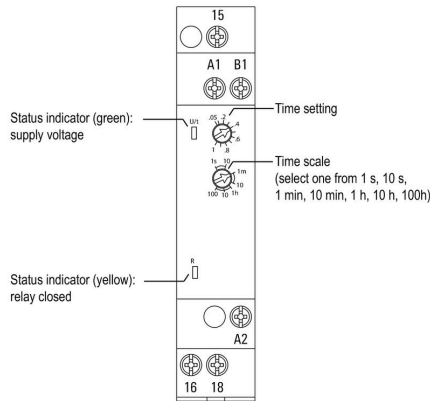 15
A1 B1
Status indicator (green):
supply voltage
U/t
.05 .2
.4
.6
.8
1
Time setting
1s 10
1m
10
1h
10
100
Time scale
(select one from 1 s, 10 s,
1 min, 10 min, 1 h, 10 h, 100h)
R
Status indicator (yellow):
relay closed
A2
16 18